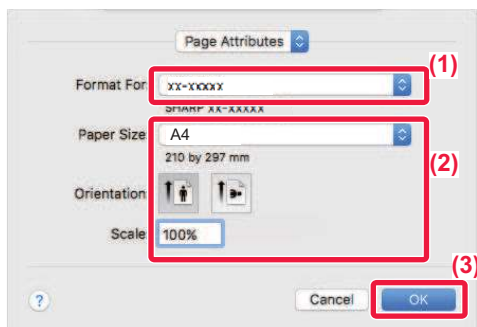 Page Attributes
(1)
Format For: xx-xxxxx
SHARP xx-xxxxx
Paper Size: A4
210 by 297 mm
(2)
Orientation:
Scale: 100%
(3)
?
Cancel
OK